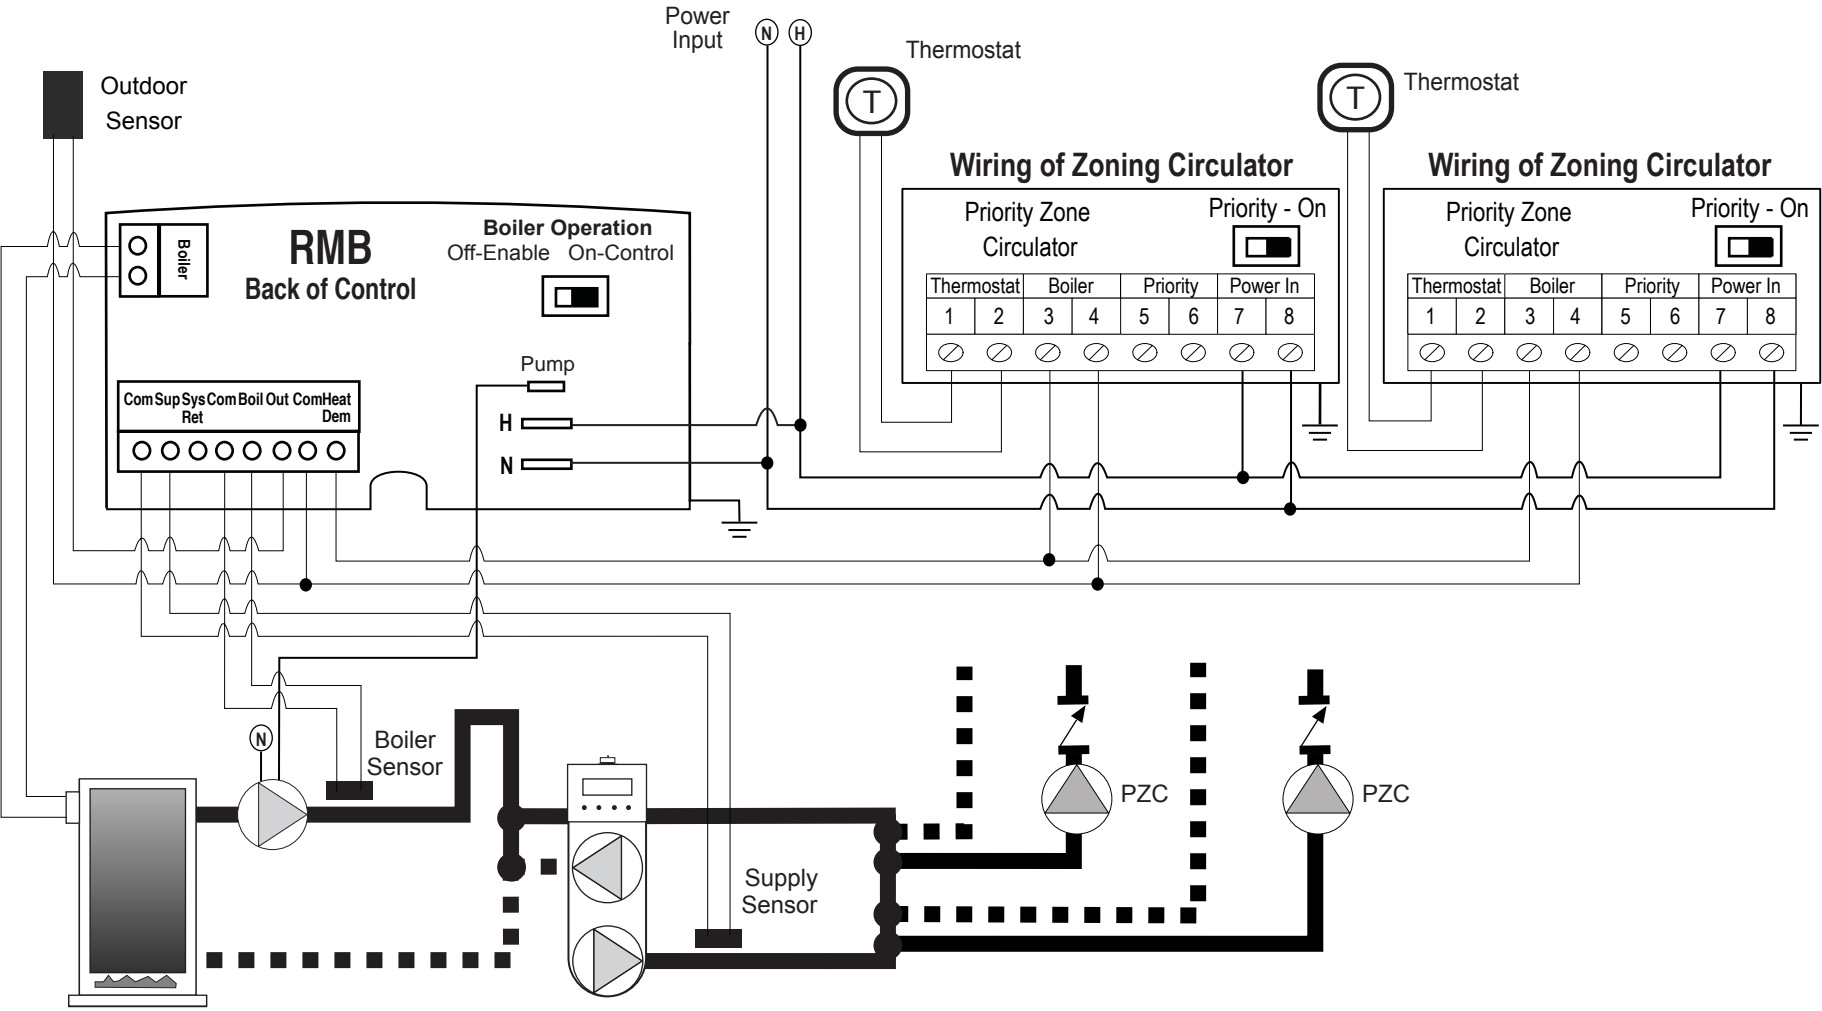 Power
Input
N
H
Thermostat
T
Thermostat
T
Outdoor
Sensor
Wiring of Zoning Circulator
Priority Zone
Circulator
Priority - On
Thermostat Boiler Priority Power In
1 2 3 4 5 6 7 8
Wiring of Zoning Circulator
Priority Zone
Circulator
Priority - On
Thermostat Boiler Priority Power In
1 2 3 4 5 6 7 8
Boiler
RMB
Back of Control
Boiler Operation
Off-Enable On-Control
Pump
H
N
Com Sup Sys Com Boil Out Com Heat
Ret Dem
N
Boiler
Sensor
Supply
Sensor
PZC
PZC